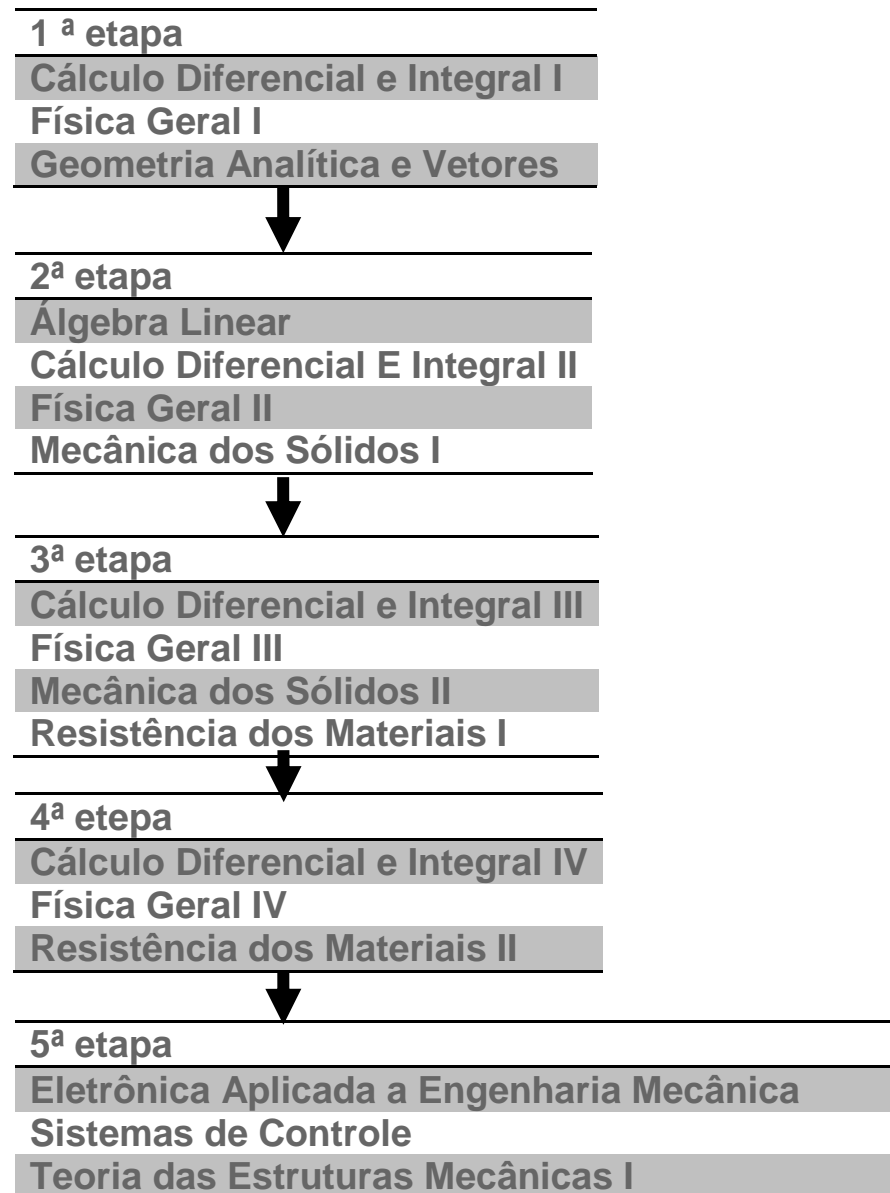 1 ª etapa
Cálculo Diferencial e Integral I
Física Geral I
Geometria Analítica e Vetores
2ª etapa
Álgebra Linear
Cálculo Diferencial E Integral II
Física Geral II
Mecânica dos Sólidos I
3ª etapa
Cálculo Diferencial e Integral III
Física Geral III
Mecânica dos Sólidos II
Resistência dos Materiais I
4ª etepa
Cálculo Diferencial e Integral IV
Física Geral IV
Resistência dos Materiais II
5ª etapa
Eletrônica Aplicada a Engenharia Mecânica
Sistemas de Controle
Teoria das Estruturas Mecânicas I